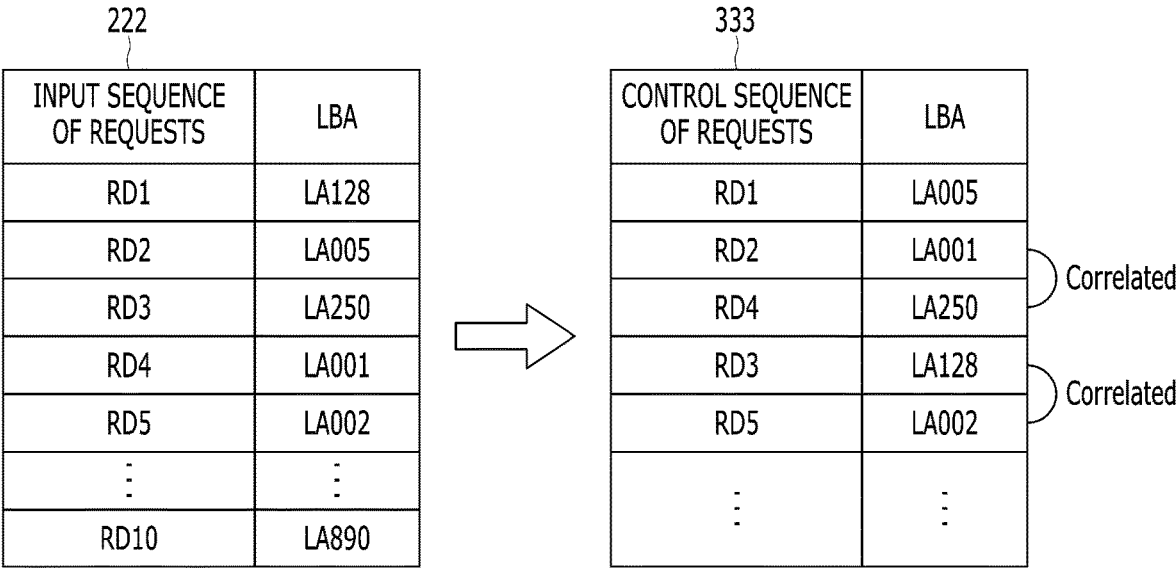 222
INPUT SEQUENCE
OF REQUESTS
LBA
RD1 LA128
RD2 LA005
RD3 LA250
RD4 LA001
RD5 LA002
RD10 LA890
333
CONTROL SEQUENCE
OF REQUESTS
LBA
RD1 LA005
RD2 LA001
RD4 LA250
RD3 LA128
RD5 LA002
Correlated
Correlated